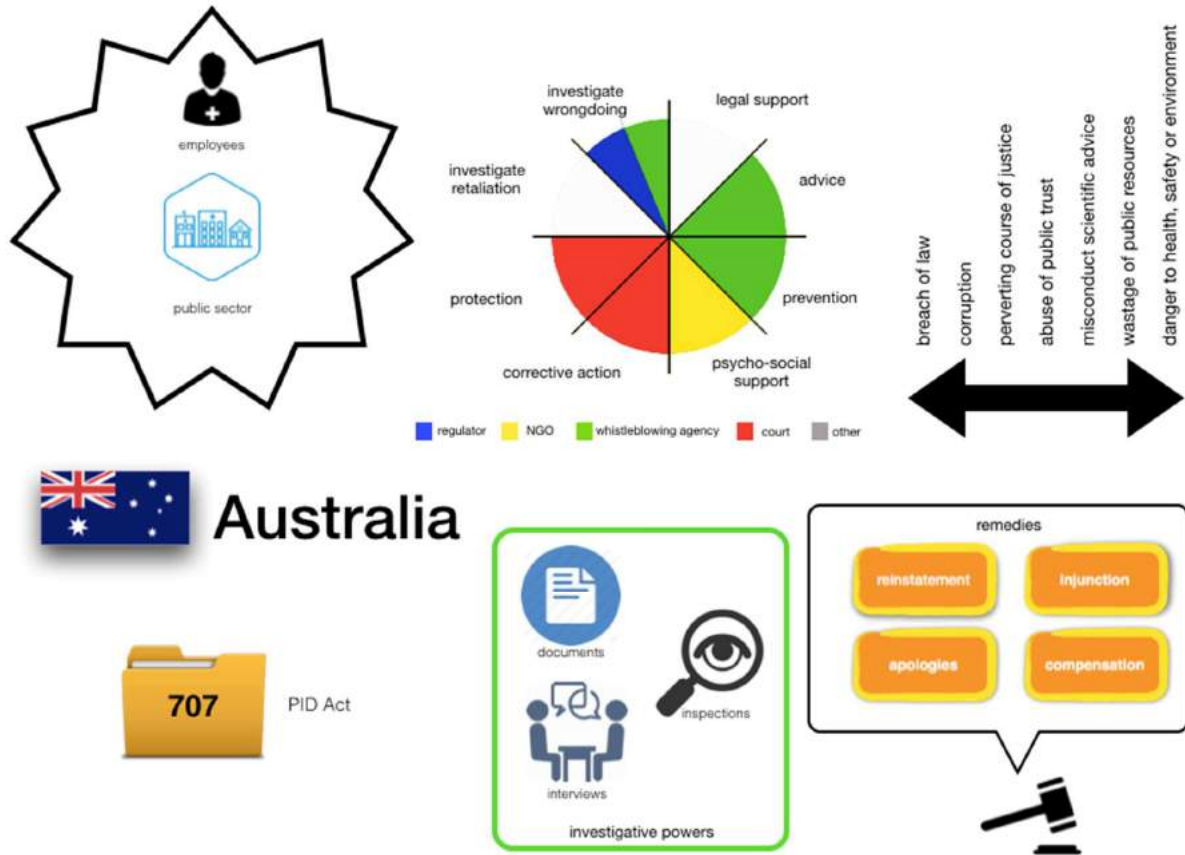 employees
public sector
investigate
wrongdoing
legal support
investigate
retaliation
advice
protection
prevention
corrective action
psycho-social
support
regulator
NGO
whistleblowing agency
court
other
breach of law
corruption
perverting course of justice
abuse of public trust
misconduct scientific advice
wastage of public resources
danger to health, safety or environment
Australia
707
PID Act
documents
inspections
interviews
investigative powers
remedies
reinstatement
injunction
apologies
compensation